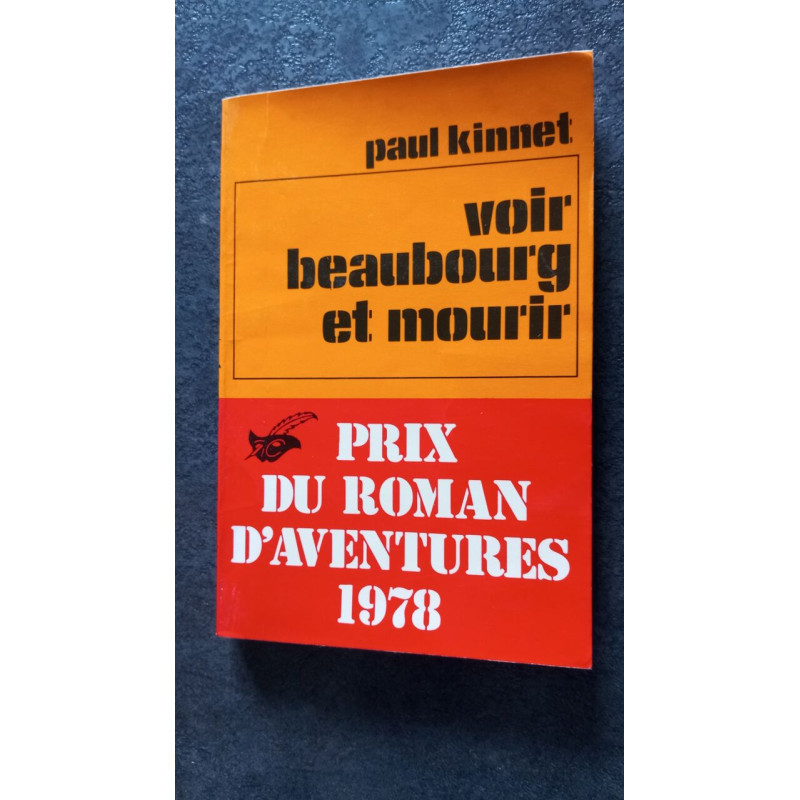 paul kinnet
voir
beaubourg
et mourir
PRIX
DU ROMAN
D'AVENTURES
1978